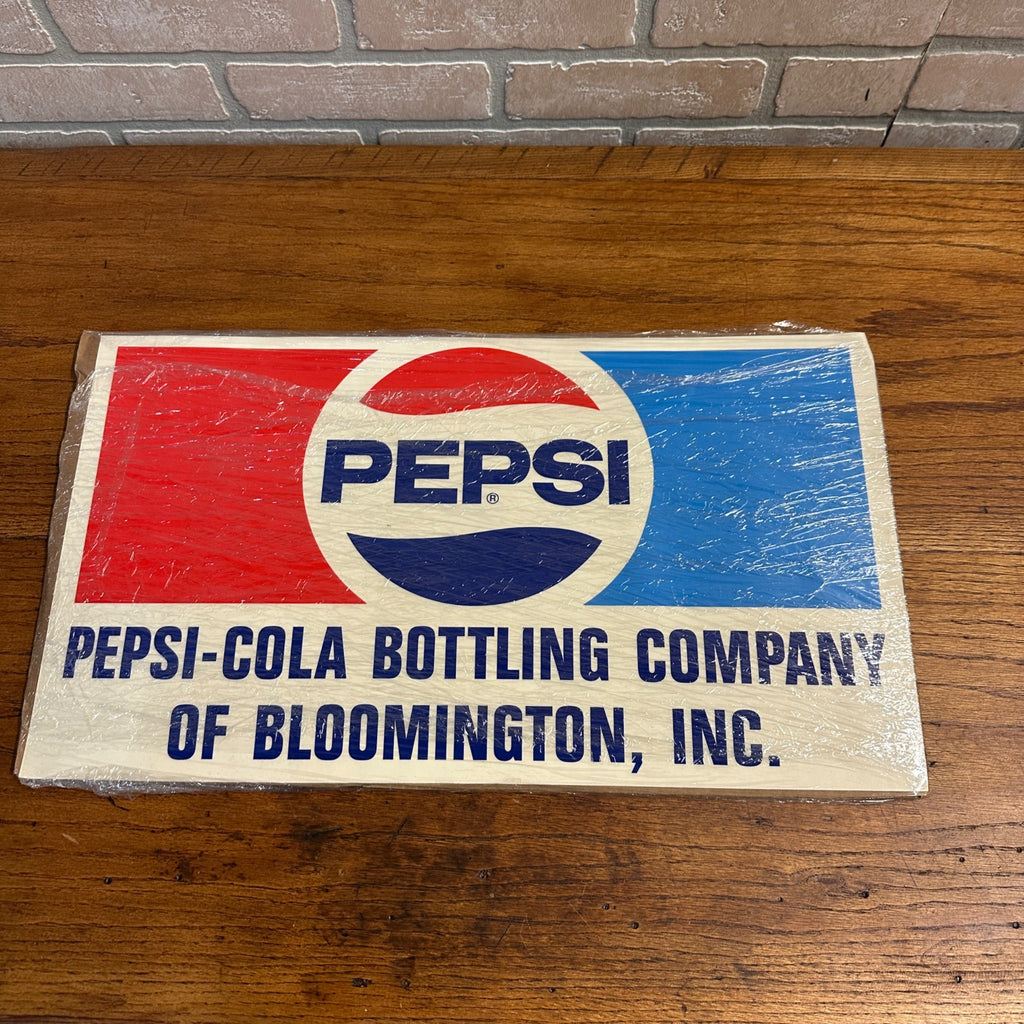 PEPSI®
PEPSI-COLA BOTTLING COMPANY
OF BLOOMINGTON, INC.